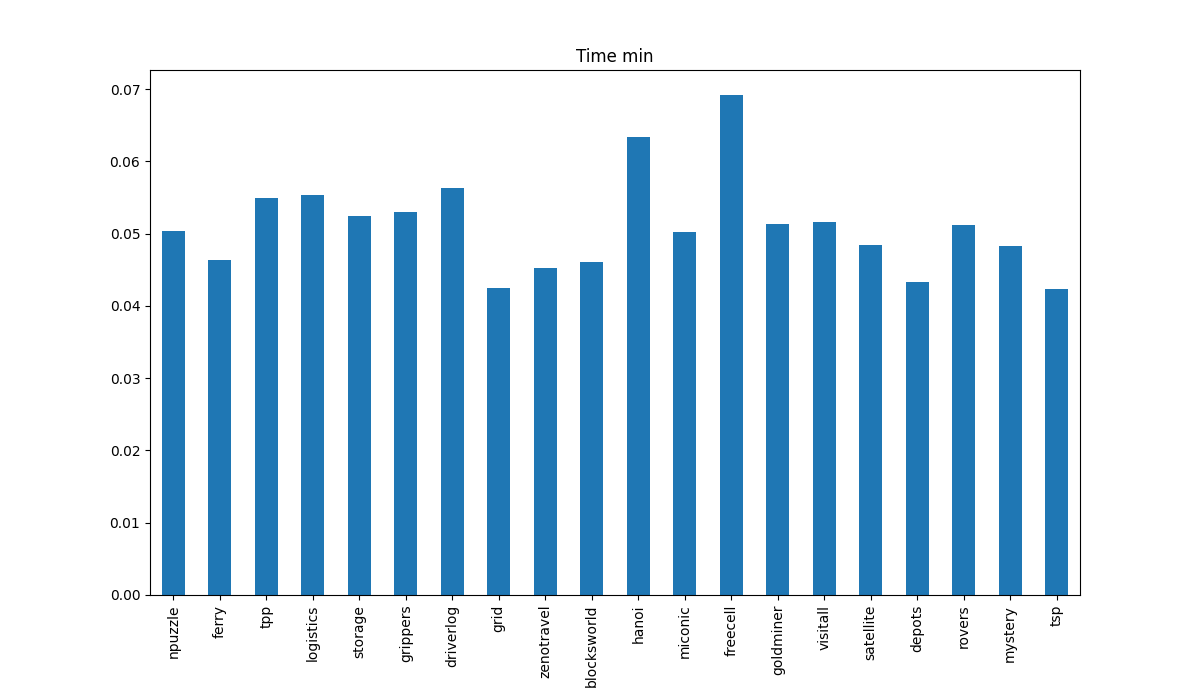 Time min
0.07
0.06
0.05
0.04
0.03
0.02
0.01
0.00
npuzzle
ferry
tpp
logistics
storage
grippers
driverlog
grid
zenotravel
blocksworld
hanoi
miconic
freecell
goldminer
visitall
satellite
depots
rovers
mystery
tsp